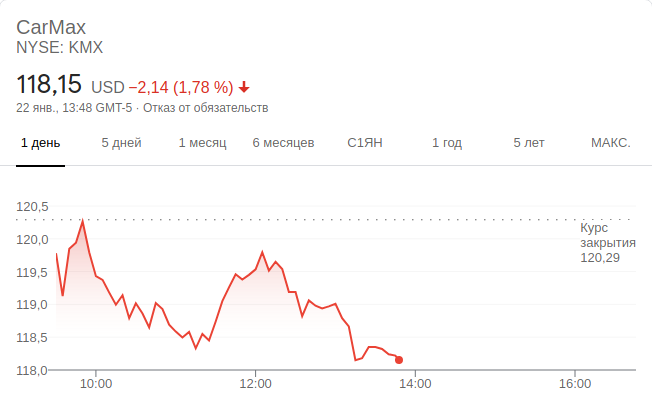 CarMax
NYSE: KMX
118,15 USD −2,14 (1,78 %)
22 янв., 13:48 GMT-5 · Отказ от обязательств
1 день 5 дней 1 месяц 6 месяцев С1ЯН 1 год 5 лет МАКС.
120,5
Курс
120,0
закрытия
120,29
119,5
119,0
118,5
118,0
10:00 12:00 14:00 16:00